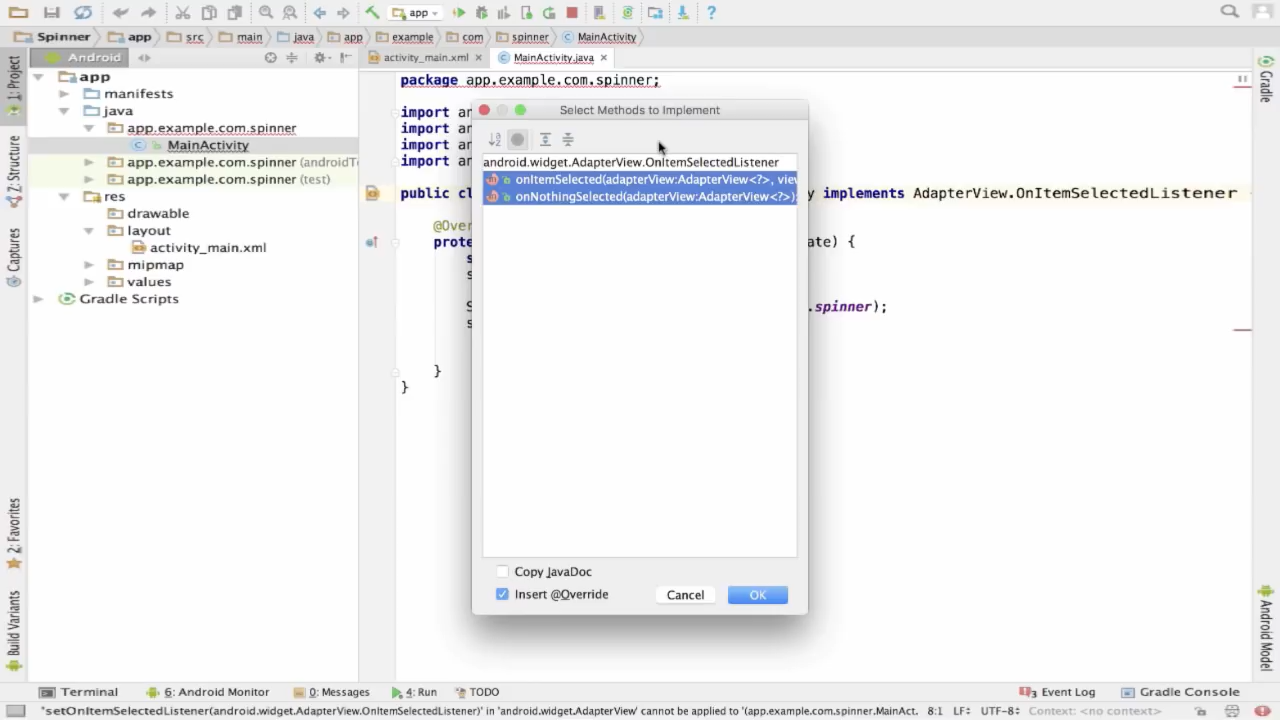 app
Spinner
app
src
main
java
app
example
com
spinner
MainActivity
1: Project
Z: Structure
Captures
2: Favorites
Build Variants
Android
app
manifests
java
app.example.com.spinner
MainActivity
app.example.com.spinner (androidTe
app.example.com.spinner (test)
res
drawable
layout
activity_main.xml
mipmap
values
Gradle Scripts
activity_main.xml
MainActivity.java
package app.example.com.spinner;
import an
import an
import an
import an
public cl
y implements AdapterView.OnItemSelectedListener
@Over
prote
ate) {
s
s
S
.spinner);
s
}
}
Select Methods to Implement
android.widget.AdapterView.OnItemSelectedListener
onItemSelected(adapterView:AdapterView<?>, view
onNothingSelected(adapterView:AdapterView<?>):
Copy JavaDoc
Insert @Override
Cancel
OK
Gradle
Android Model
Terminal
6: Android Monitor
0: Messages
4: Run
TODO
3 Event Log
Gradle Console
'setOnItemSelectedListener(android.widget.AdapterView.OnItemSelectedListener)' in 'android.widget.AdapterView' cannot be applied to '(app.example.com.spinner.MainAct.
8:1
LF
UTF-8
Context: <no context>